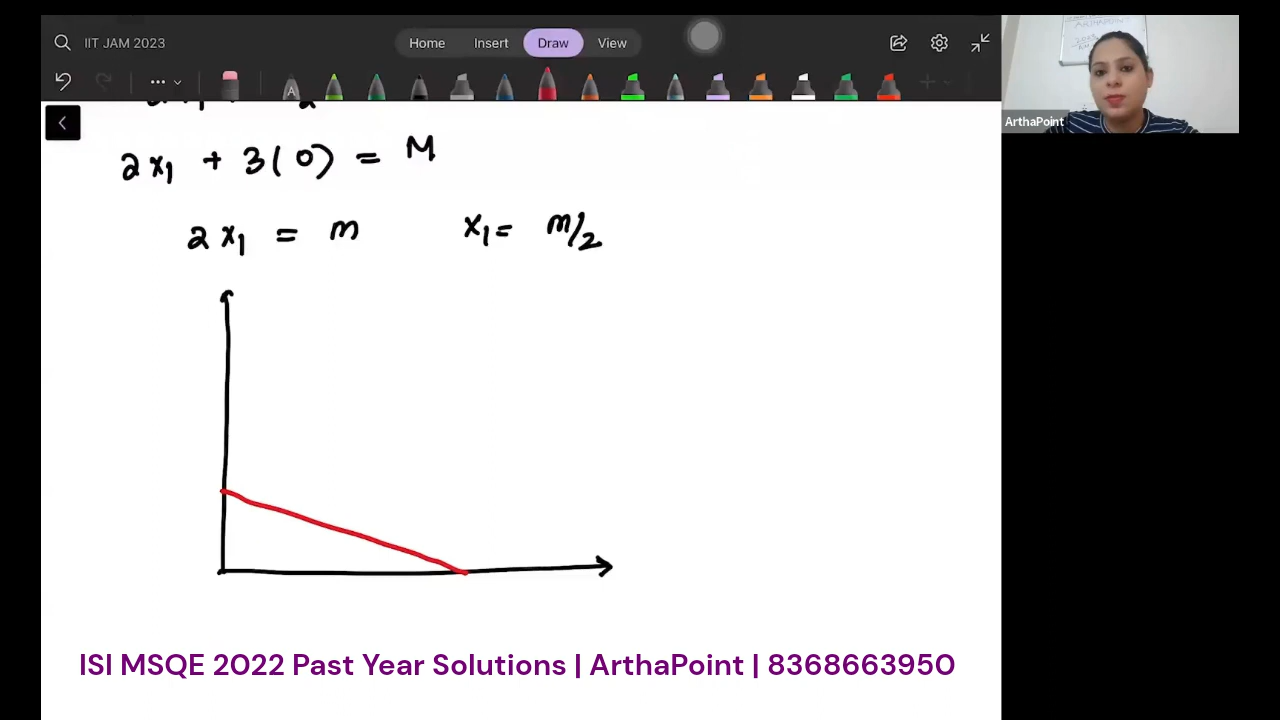 IIT JAM 2023
Home Insert Draw View
A
ArthaPoint
2x₁ + 3(0) = M
2x₁ = m x₁ = m/2
ISI MSQE 2022 Past Year Solutions | ArthaPoint | 8368663950